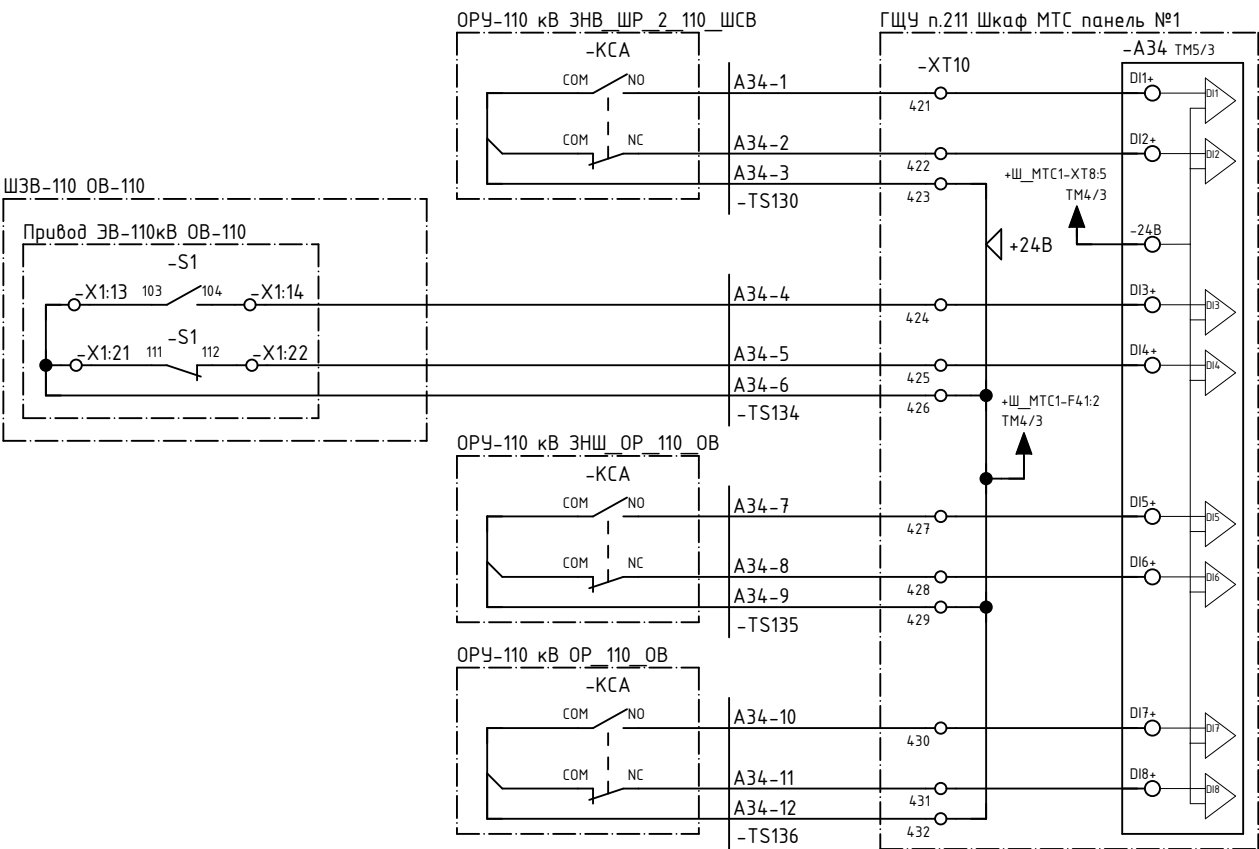 ОРУ-110 кВ ЗНВ_ШР_2_110_ШСВ
ГЩУ п.211 Шкаф МТС панель №1
-КСА
-XT10
-А34 ТМ5/3
COM NO
А34-1
421
DI1+
DI1
COM NC
А34-2
422
DI2+
DI2
А34-3
423
-TS130
+Ш_МТС1-XT8:5
ТМ4/3
-24В
+24В
ШЗВ-110 ОВ-110
Привод ЭВ-110кВ ОВ-110
-S1
-X1:13 103 104 -X1:14
А34-4
424
DI3+
DI3
-S1
-X1:21 111 112 -X1:22
А34-5
425
DI4+
DI4
А34-6
426
-TS134
+Ш_МТС1-F41:2
ТМ4/3
ОРУ-110 кВ ЗНШ_ОР_110_ОВ
-КСА
COM NO
А34-7
427
DI5+
DI5
COM NC
А34-8
428
DI6+
DI6
А34-9
429
-TS135
ОРУ-110 кВ ОР_110_ОВ
-КСА
COM NO
А34-10
430
DI7+
DI7
COM NC
А34-11
431
DI8+
DI8
А34-12
432
-TS136